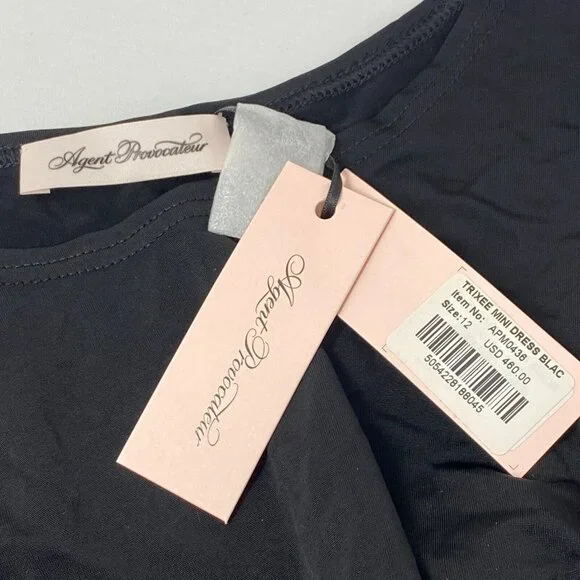 Agent Provocateur
Agent Provocateur
TRIXEE MINI DRESS BLAC
Item No: APM0436
Size:12 USD 460.00
5054228188045